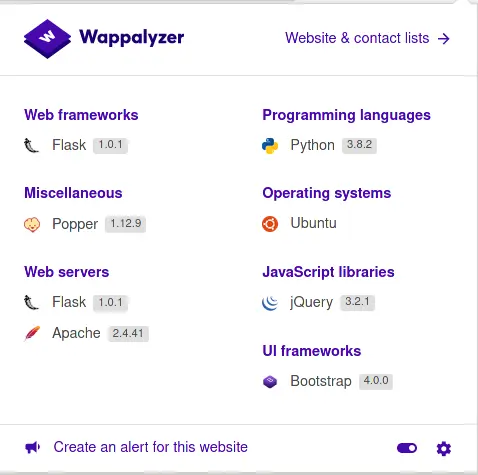 Wappalyzer
Website & contact lists →
Web frameworks
Flask 1.0.1
Miscellaneous
Popper 1.12.9
Web servers
Flask 1.0.1
Apache 2.4.41
Programming languages
Python 3.8.2
Operating systems
Ubuntu
JavaScript libraries
jQuery 3.2.1
UI frameworks
Bootstrap 4.0.0
Create an alert for this website